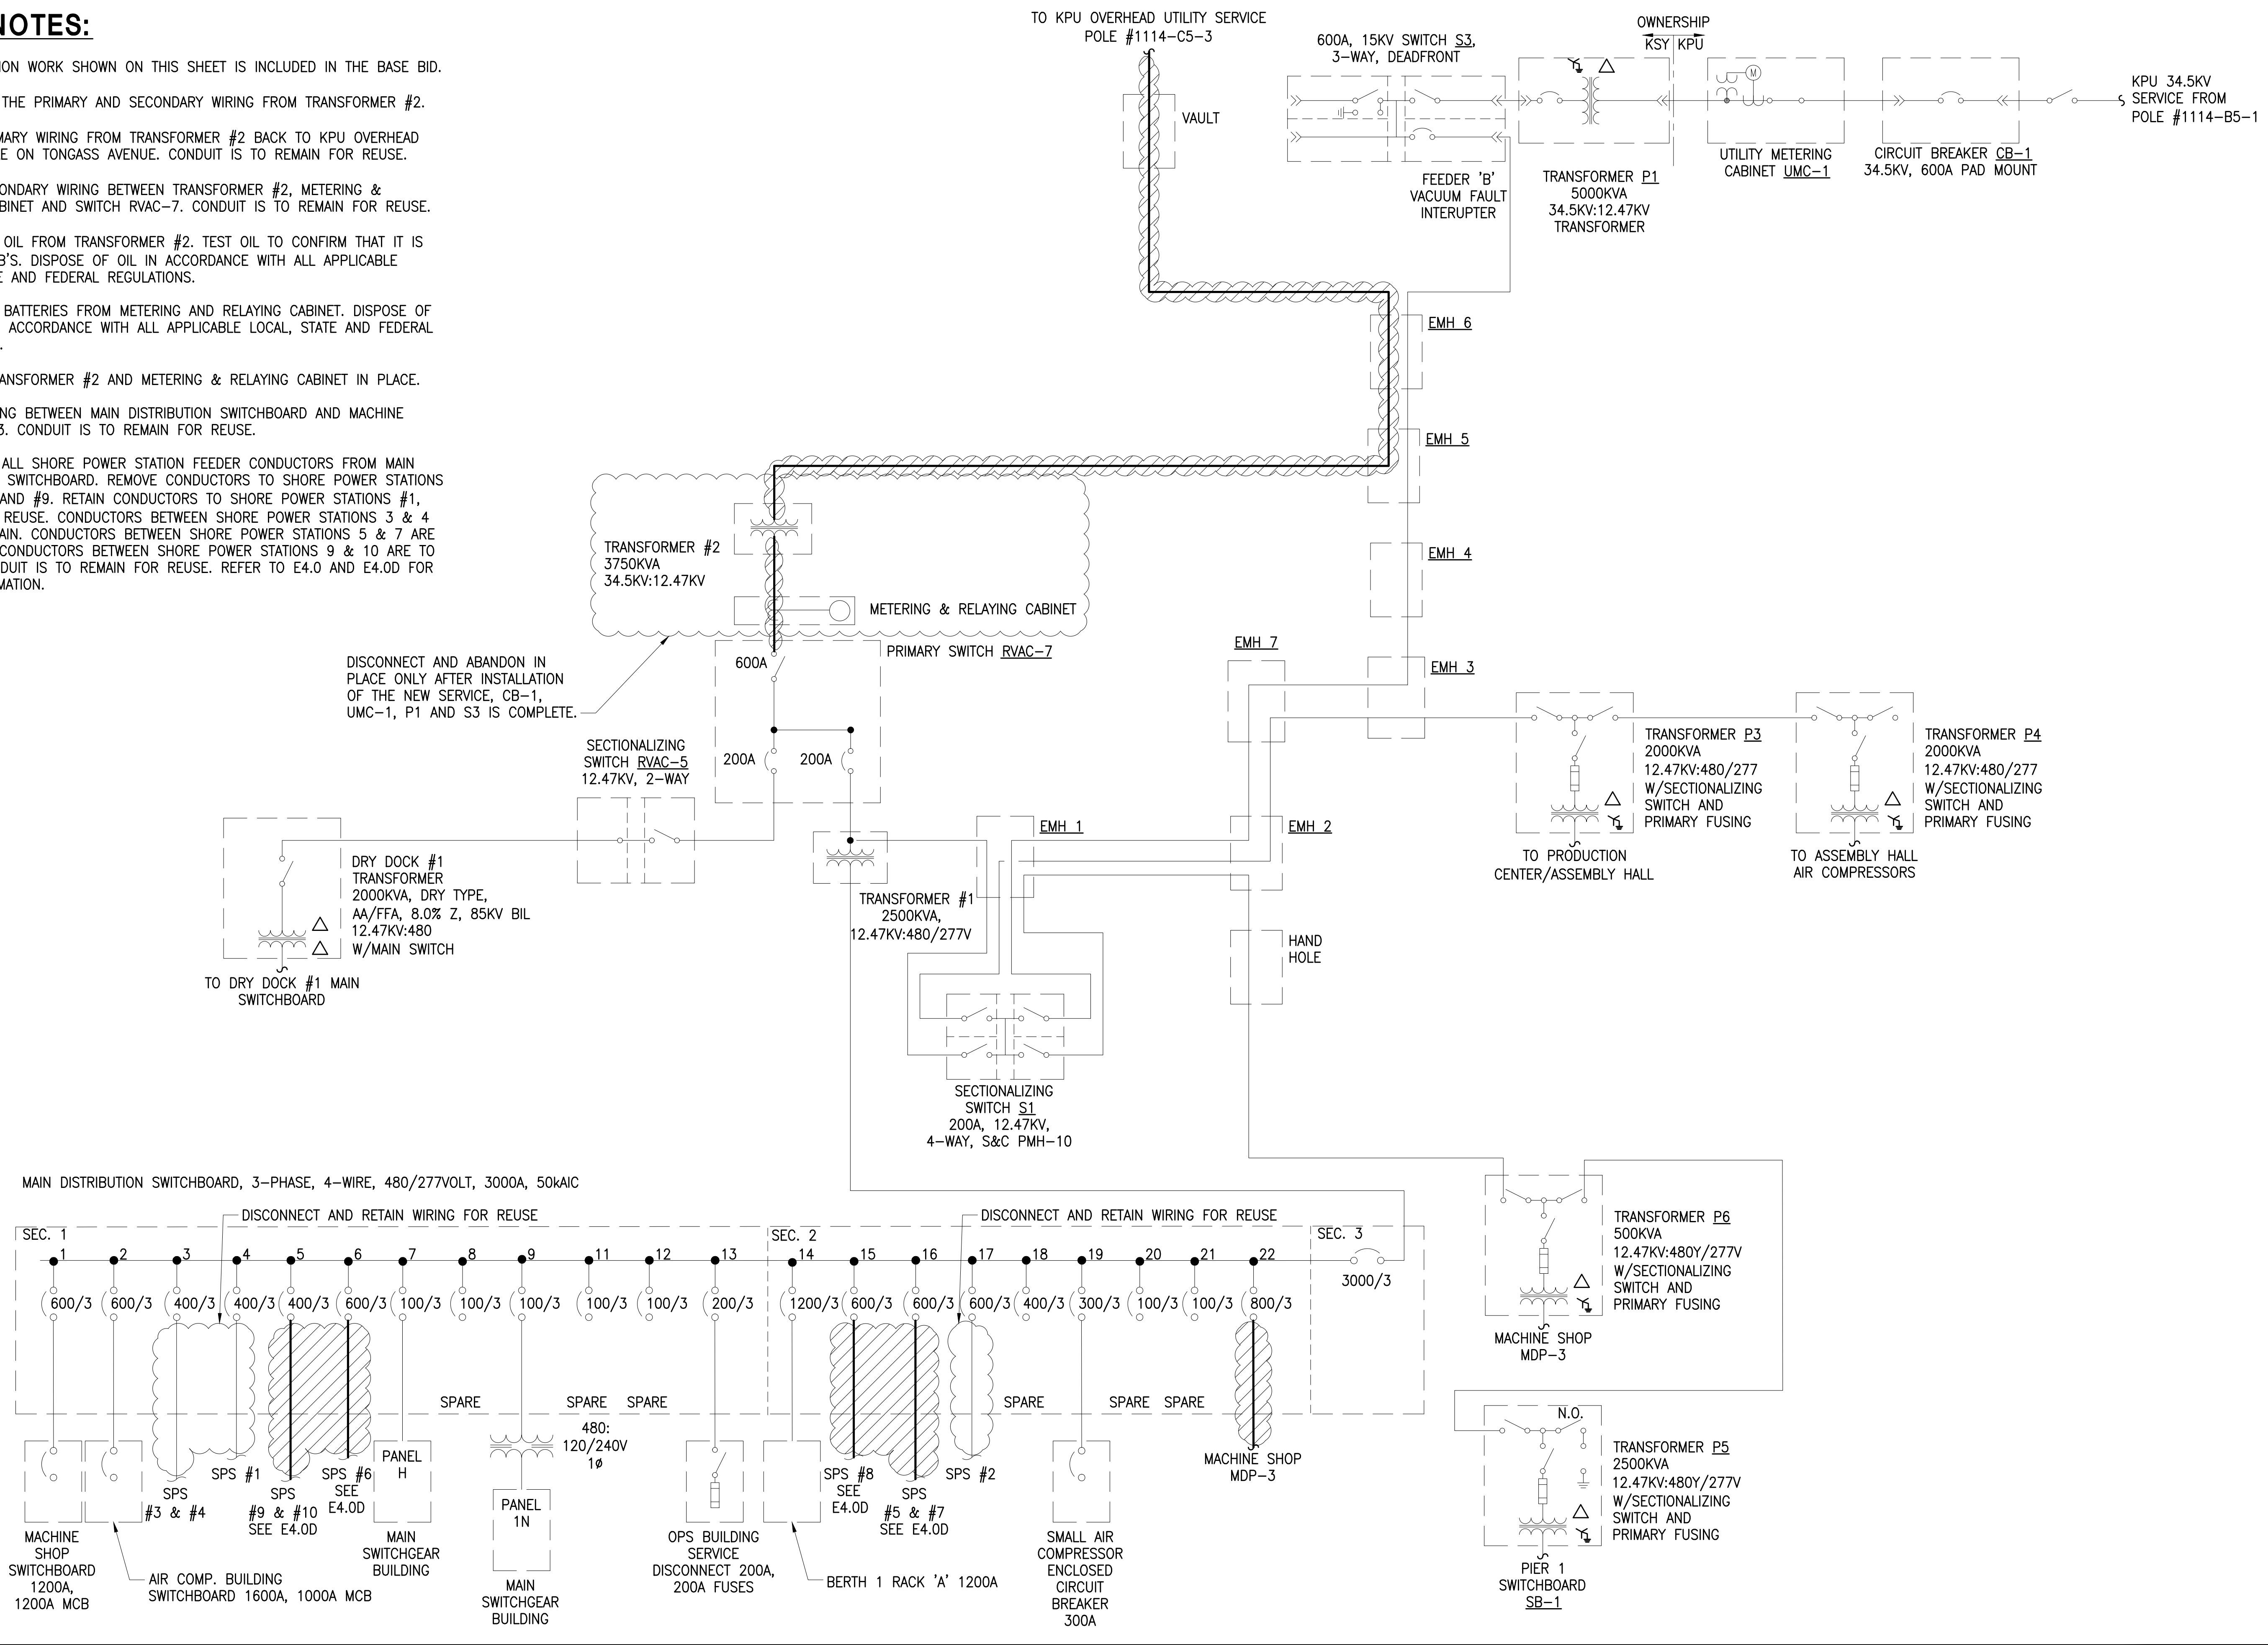 NOTES:
ION WORK SHOWN ON THIS SHEET IS INCLUDED IN THE BASE BID.
THE PRIMARY AND SECONDARY WIRING FROM TRANSFORMER #2.
MARY WIRING FROM TRANSFORMER #2 BACK TO KPU OVERHEAD
E ON TONGASS AVENUE. CONDUIT IS TO REMAIN FOR REUSE.
ONDARY WIRING BETWEEN TRANSFORMER #2, METERING &
BINET AND SWITCH RVAC-7. CONDUIT IS TO REMAIN FOR REUSE.
OIL FROM TRANSFORMER #2. TEST OIL TO CONFIRM THAT IT IS
B'S. DISPOSE OF OIL IN ACCORDANCE WITH ALL APPLICABLE
E AND FEDERAL REGULATIONS.
BATTERIES FROM METERING AND RELAYING CABINET. DISPOSE OF
ACCORDANCE WITH ALL APPLICABLE LOCAL, STATE AND FEDERAL
.
ANSFORMER #2 AND METERING & RELAYING CABINET IN PLACE.
NG BETWEEN MAIN DISTRIBUTION SWITCHBOARD AND MACHINE
3. CONDUIT IS TO REMAIN FOR REUSE.
ALL SHORE POWER STATION FEEDER CONDUCTORS FROM MAIN
SWITCHBOARD. REMOVE CONDUCTORS TO SHORE POWER STATIONS
AND #9. RETAIN CONDUCTORS TO SHORE POWER STATIONS #1,
REUSE. CONDUCTORS BETWEEN SHORE POWER STATIONS 3 & 4
AIN. CONDUCTORS BETWEEN SHORE POWER STATIONS 5 & 7 ARE
CONDUCTORS BETWEEN SHORE POWER STATIONS 9 & 10 ARE TO
DUIT IS TO REMAIN FOR REUSE. REFER TO E4.0 AND E4.0D FOR
MATION.
TO KPU OVERHEAD UTILITY SERVICE
POLE #1114-C5-3
VAULT
600A, 15KV SWITCH S3,
3-WAY, DEADFRONT
FEEDER 'B'
VACUUM FAULT
INTERUPTER
OWNERSHIP
KSY KPU
TRANSFORMER P1
5000KVA
34.5KV:12.47KV
TRANSFORMER
M
UTILITY METERING
CABINET UMC-1
CIRCUIT BREAKER CB-1
34.5KV, 600A PAD MOUNT
KPU 34.5KV
SERVICE FROM
POLE #1114-B5-1
EMH 6
EMH 5
EMH 4
EMH 3
EMH 7
EMH 2
EMH 1
HAND
HOLE
TRANSFORMER #2
3750KVA
34.5KV:12.47KV
METERING & RELAYING CABINET
DISCONNECT AND ABANDON IN
PLACE ONLY AFTER INSTALLATION
OF THE NEW SERVICE, CB-1,
UMC-1, P1 AND S3 IS COMPLETE.
PRIMARY SWITCH RVAC-7
600A
200A
200A
SECTIONALIZING
SWITCH RVAC-5
12.47KV, 2-WAY
DRY DOCK #1
TRANSFORMER
2000KVA, DRY TYPE,
AA/FFA, 8.0% Z, 85KV BIL
12.47KV:480
W/MAIN SWITCH
TO DRY DOCK #1 MAIN
SWITCHBOARD
TRANSFORMER #1
2500KVA,
12.47KV:480/277V
SECTIONALIZING
SWITCH S1
200A, 12.47KV,
4-WAY, S&C PMH-10
TRANSFORMER P3
2000KVA
12.47KV:480/277
W/SECTIONALIZING
SWITCH AND
PRIMARY FUSING
TO PRODUCTION
CENTER/ASSEMBLY HALL
TRANSFORMER P4
2000KVA
12.47KV:480/277
W/SECTIONALIZING
SWITCH AND
PRIMARY FUSING
TO ASSEMBLY HALL
AIR COMPRESSORS
TRANSFORMER P6
500KVA
12.47KV:480Y/277V
W/SECTIONALIZING
SWITCH AND
PRIMARY FUSING
MACHINE SHOP
MDP-3
N.O.
TRANSFORMER P5
2500KVA
12.47KV:480Y/277V
W/SECTIONALIZING
SWITCH AND
PRIMARY FUSING
PIER 1
SWITCHBOARD
SB-1
MAIN DISTRIBUTION SWITCHBOARD, 3-PHASE, 4-WIRE, 480/277VOLT, 3000A, 50kAIC
DISCONNECT AND RETAIN WIRING FOR REUSE
DISCONNECT AND RETAIN WIRING FOR REUSE
SEC. 1
SEC. 2
SEC. 3
1 2 3 4 5 6 7 8 9 11 12 13 14 15 16 17 18 19 20 21 22
3000/3
600/3 600/3 400/3 400/3 400/3 600/3 100/3 100/3 100/3 100/3 100/3 200/3 1200/3 600/3 600/3 600/3 400/3 300/3 100/3 100/3 800/3
SPARE SPARE SPARE SPARE SPARE SPARE
MACHINE
SHOP
SWITCHBOARD
1200A,
1200A MCB
AIR COMP. BUILDING
SWITCHBOARD 1600A, 1000A MCB
SPS
#3 & #4
SPS #1
SPS
#9 & #10
SEE E4.0D
SPS #6
SEE
E4.0D
PANEL
H
MAIN
SWITCHGEAR
BUILDING
480:
120/240V
1ø
PANEL
1N
MAIN
SWITCHGEAR
BUILDING
OPS BUILDING
SERVICE
DISCONNECT 200A,
200A FUSES
BERTH 1 RACK 'A' 1200A
SPS #8
SEE
E4.0D
SPS
#5 & #7
SEE E4.0D
SPS #2
SMALL AIR
COMPRESSOR
ENCLOSED
CIRCUIT
BREAKER
300A
MACHINE SHOP
MDP-3